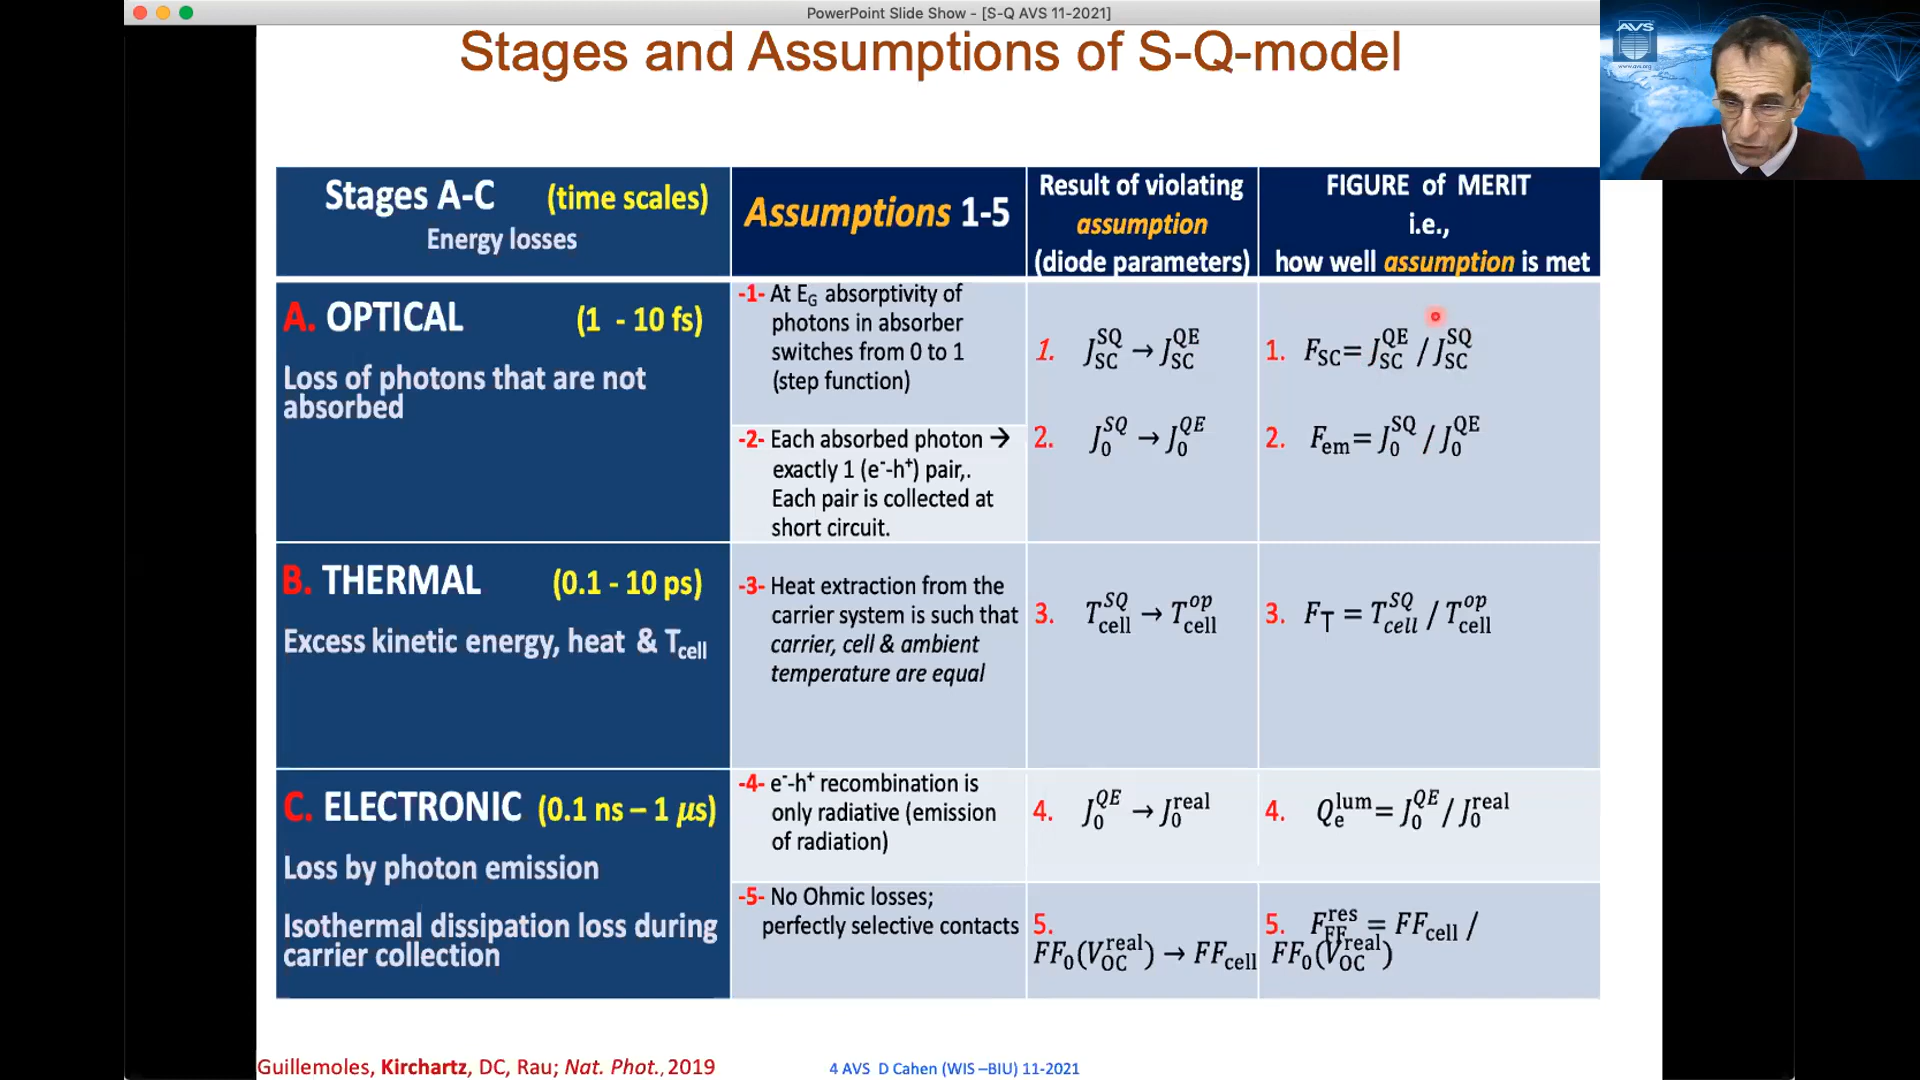 PowerPoint Slide Show - [S-Q AVS 11-2021]
Stages and Assumptions of S-Q-model
AVS
www.avs.org
Stages A-C (time scales)
Energy losses
Assumptions 1-5
Result of violating
assumption
(diode parameters)
FIGURE of MERIT
i.e.,
how well assumption is met
A. OPTICAL (1 - 10 fs)
Loss of photons that are not
absorbed
-1- At E_G absorptivity of
photons in absorber
switches from 0 to 1
(step function)
1. J_SC^SQ → J_SC^QE
1. F_SC= J_SC^QE / J_SC^SQ
-2- Each absorbed photon →
exactly 1 (e⁻-h⁺) pair,.
Each pair is collected at
short circuit.
2. J_0^SQ → J_0^QE
2. F_em= J_0^SQ / J_0^QE
B. THERMAL (0.1 - 10 ps)
Excess kinetic energy, heat & T_cell
-3- Heat extraction from the
carrier system is such that
carrier, cell & ambient
temperature are equal
3. T_cell^SQ → T_cell^op
3. F_T = T_cell^SQ / T_cell^op
C. ELECTRONIC (0.1 ns – 1 μs)
Loss by photon emission
Isothermal dissipation loss during
carrier collection
-4- e⁻-h⁺ recombination is
only radiative (emission
of radiation)
4. J_0^QE → J_0^real
4. Q_e^lum= J_0^QE / J_0^real
-5- No Ohmic losses;
perfectly selective contacts
5.
FF_0(V_OC^real) → FF_cell
5. F_FF^res = FF_cell /
FF_0(V_OC^real)
Guillemoles, Kirchartz, DC, Rau; Nat. Phot., 2019
4 AVS D Cahen (WIS –BIU) 11-2021